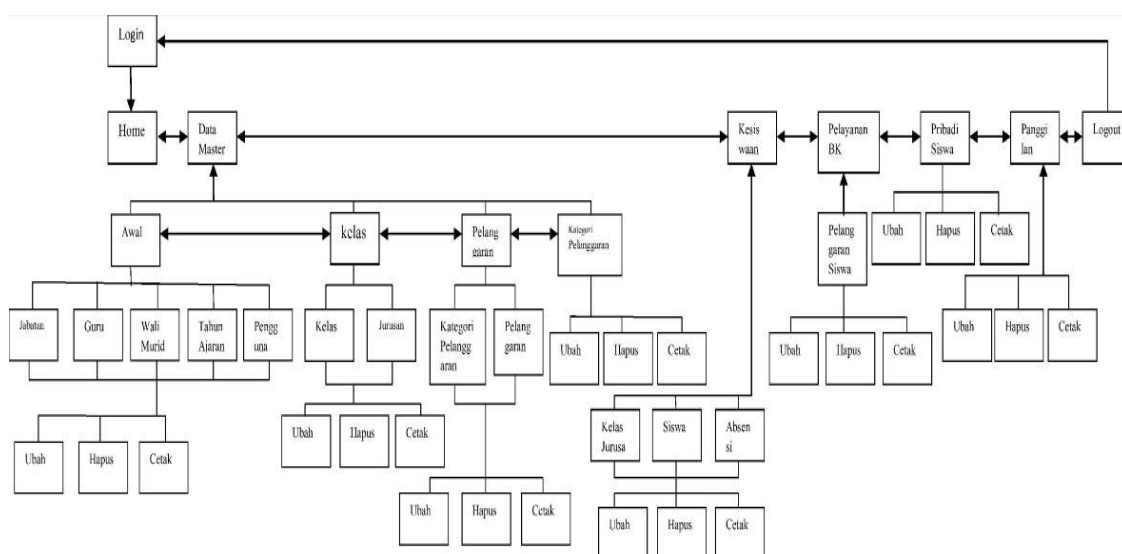 Login
Home
Data
Master
Kesis
waan
Pelayanan
BK
Pribadi
Siswa
Panggi
lan
Logout
Awal
kelas
Pelang
garan
Kategori
Pelanggaran
Pelang
garan
Siswa
Ubah
Hapus
Cetak
Jabatan
Guru
Wali
Murid
Tahun
Ajaran
Pengg
una
Kelas
Jurusan
Kategori
Pelangg
aran
Pelang
garan
Ubah
Hapus
Cetak
Ubah
Hapus
Cetak
Ubah
Hapus
Cetak
Ubah
Hapus
Cetak
Ubah
Hapus
Cetak
Kelas
Jurusa
Siswa
Absen
si
Ubah
Hapus
Cetak
Ubah
Hapus
Cetak